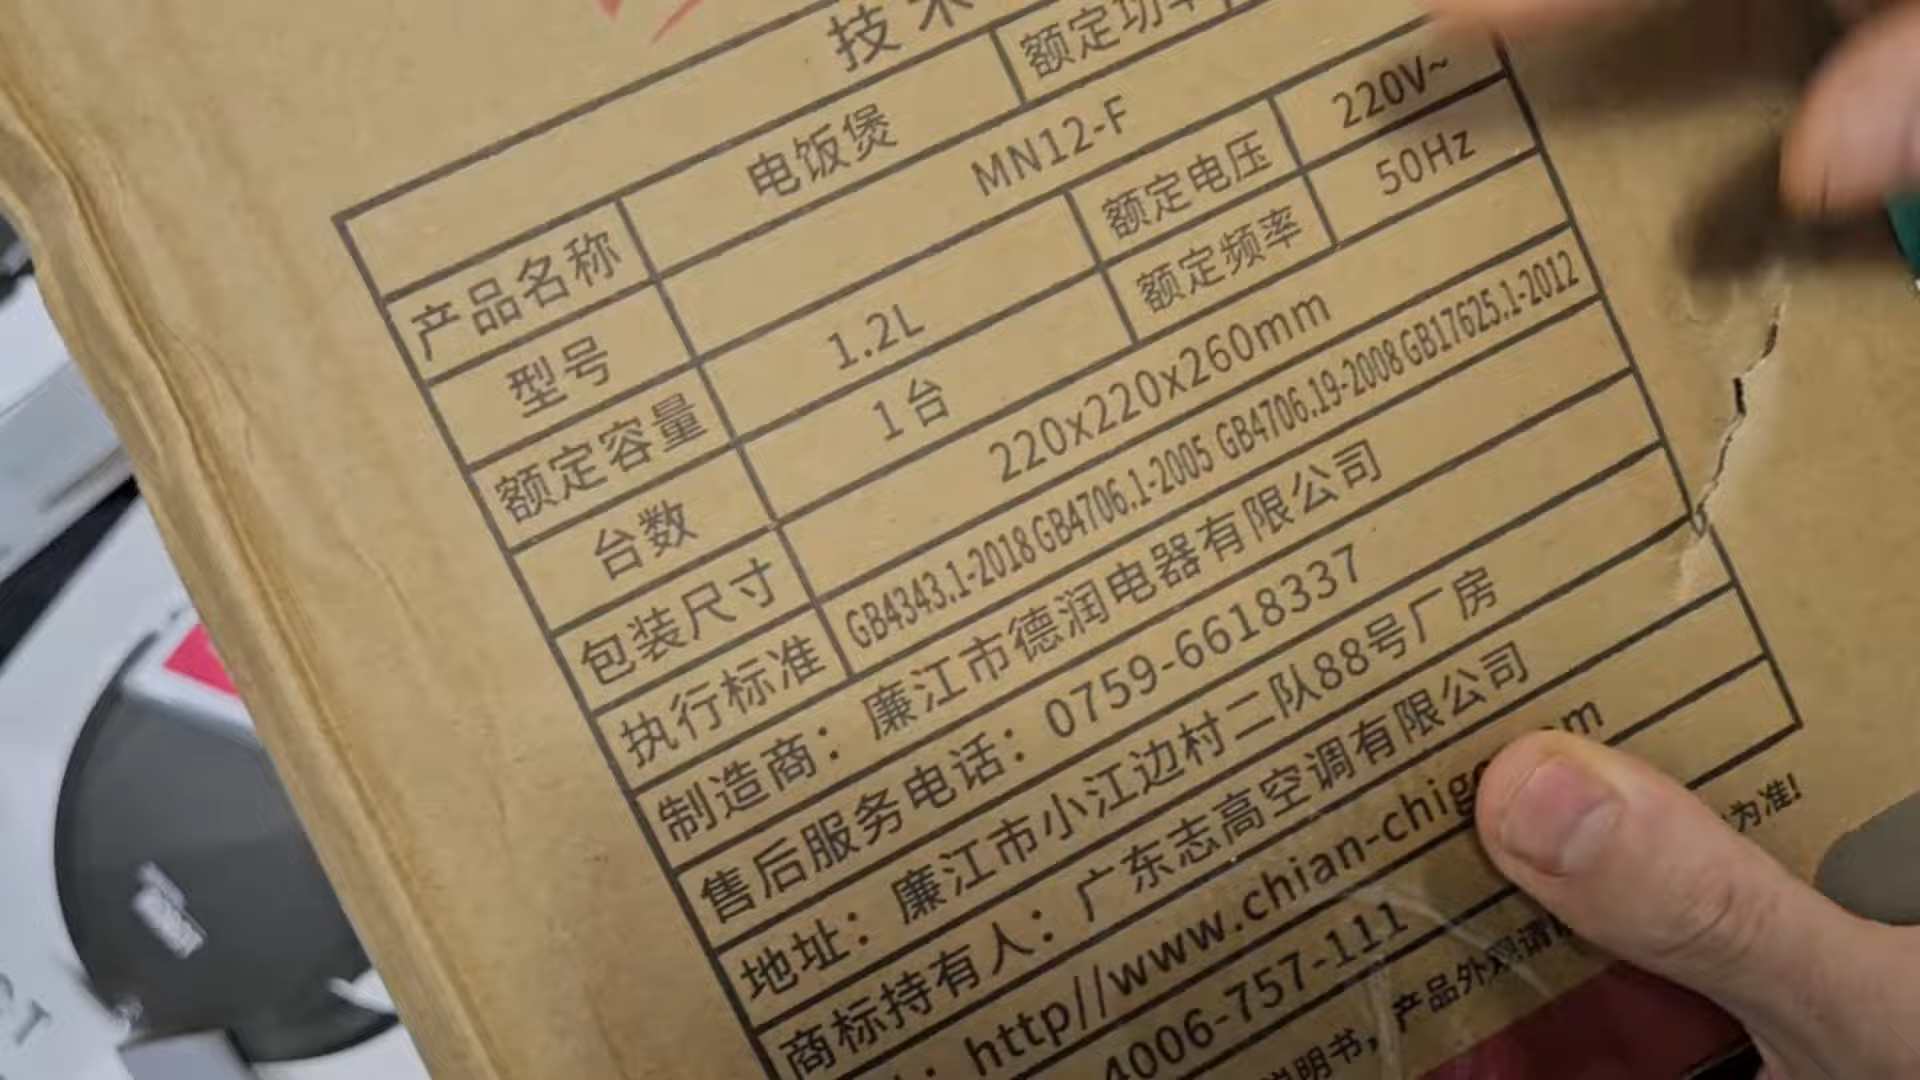 技术
产品名称 电饭煲 额定功率
型号 MN12-F 额定电压 220V~
额定容量 1.2L 额定频率 50Hz
台数 1台
包装尺寸 220x220x260mm
执行标准 GB4343.1-2018 GB4706.1-2005 GB4706.19-2008 GB17625.1-2012
制造商：廉江市德润电器有限公司
售后服务电话：0759-6618337
地址：廉江市小江边村二队88号厂房
商标持有人：广东志高空调有限公司
http//www.chian-chig
4006-757-111
说明书，产品外观请
为准!